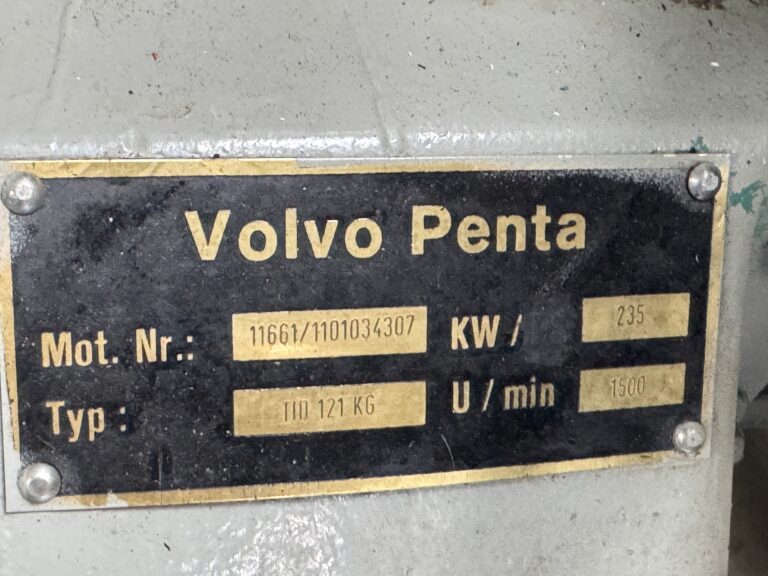 Volvo Penta
Mot. Nr.: 11661/1101034307 KW/ 235
Typ: TID 121 KG U/min 1500